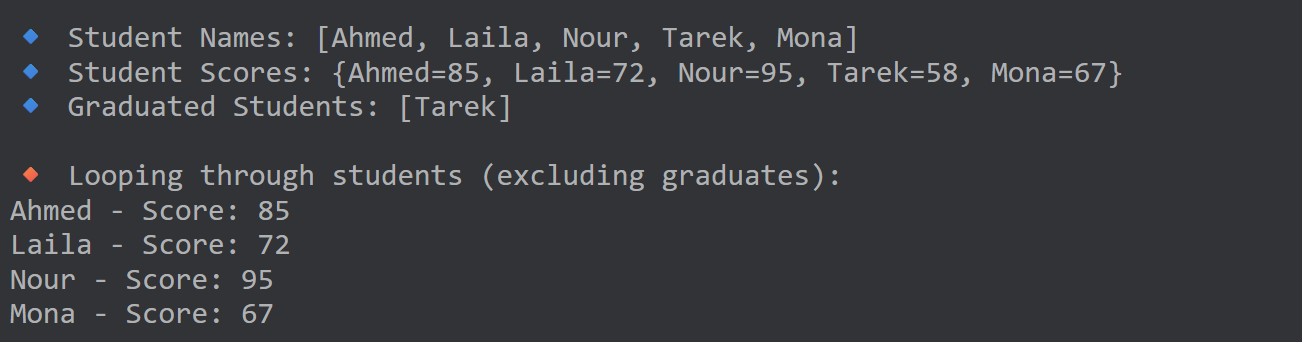 🔹 Student Names: [Ahmed, Laila, Nour, Tarek, Mona]
🔹 Student Scores: {Ahmed=85, Laila=72, Nour=95, Tarek=58, Mona=67}
🔹 Graduated Students: [Tarek]
🔸 Looping through students (excluding graduates):
Ahmed - Score: 85
Laila - Score: 72
Nour - Score: 95
Mona - Score: 67